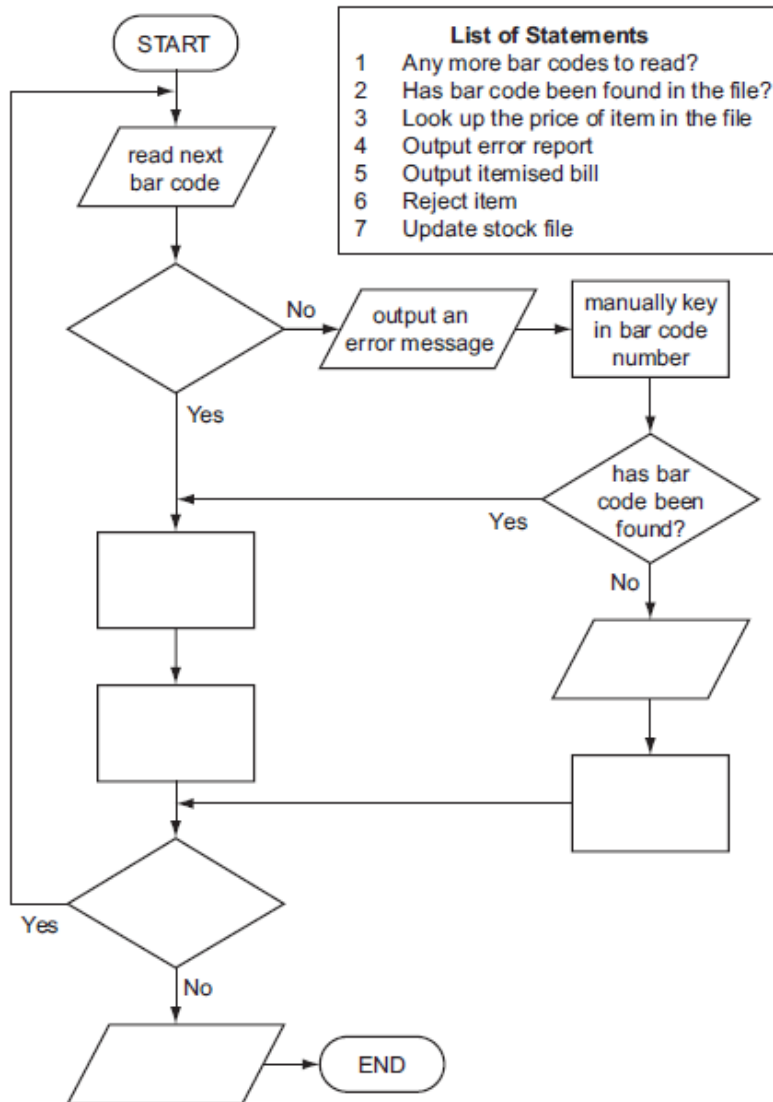 START
List of Statements
1 Any more bar codes to read?
2 Has bar code been found in the file?
3 Look up the price of item in the file
4 Output error report
5 Output itemised bill
6 Reject item
7 Update stock file
read next
bar code
No
output an
error message
manually key
in bar code
number
Yes
has bar
code been
found?
Yes
No
Yes
No
END